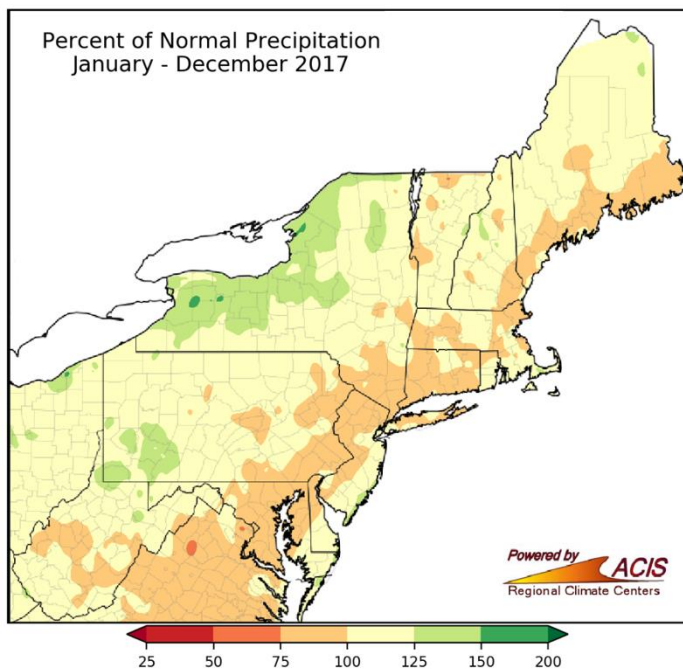 Percent of Normal Precipitation
January - December 2017
Powered by
ACIS
Regional Climate Centers
25 50 75 100 125 150 200